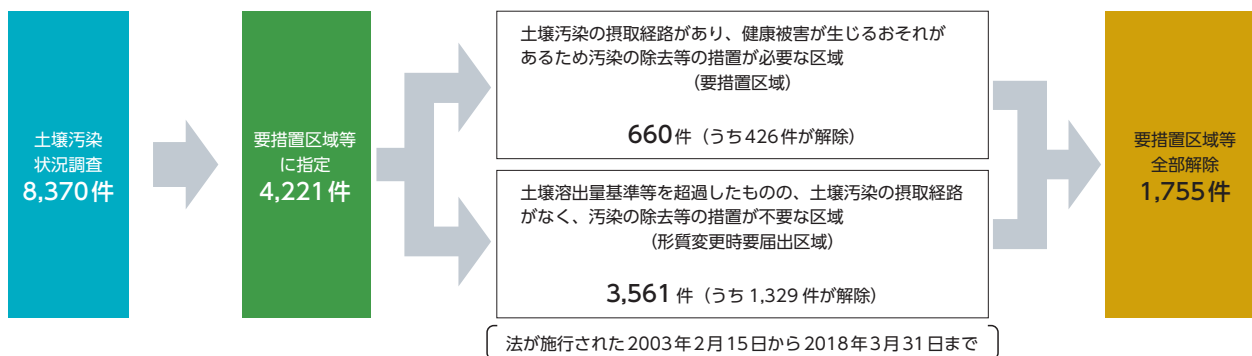 土壌汚染
状況調査
8,370件
要措置区域等
に指定
4,221件
土壌汚染の摂取経路があり、健康被害が生じるおそれが
あるため汚染の除去等の措置が必要な区域
（要措置区域）
660件（うち426件が解除）
土壌溶出量基準等を超過したものの、土壌汚染の摂取経路
がなく、汚染の除去等の措置が不要な区域
（形質変更時要届出区域）
3,561件（うち1,329件が解除）
要措置区域等
全部解除
1,755件
法が施行された2003年2月15日から2018年3月31日まで